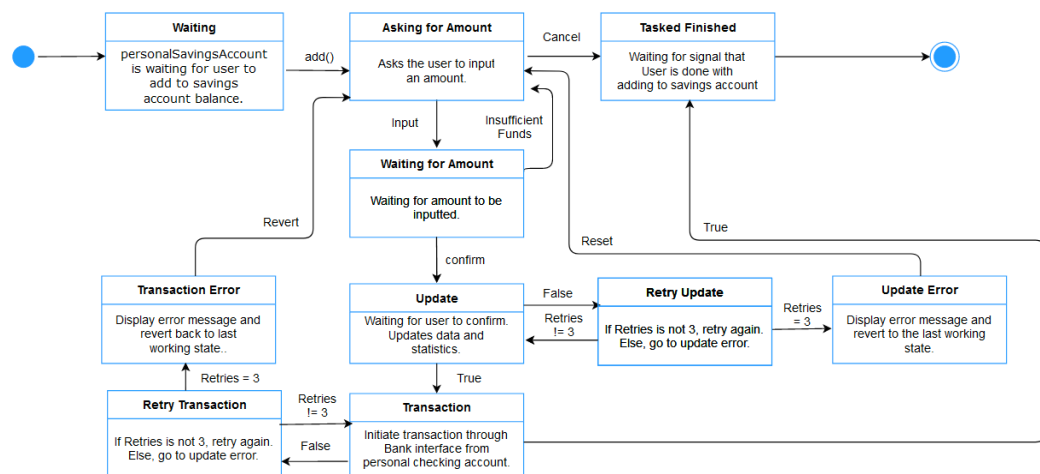 Waiting
personalSavingsAccount
is waiting for user to
add to savings
account balance.
add()
Asking for Amount
Asks the user to input
an amount.
Cancel
Tasked Finished
Waiting for signal that
User is done with
adding to savings account
Input
Insufficient
Funds
Waiting for Amount
Waiting for amount to be
inputted.
Revert
True
Reset
confirm
Transaction Error
Display error message and
revert back to last
working state..
Update
Waiting for user to confirm.
Updates data and
statistics.
False
Retries
!= 3
Retry Update
If Retries is not 3, retry again.
Else, go to update error.
Retries
= 3
Update Error
Display error message and
revert to the last working
state.
Retries = 3
True
Retry Transaction
If Retries is not 3, retry again.
Else, go to update error.
Retries
!= 3
False
Transaction
Initiate transaction through
Bank interface from
personal checking account.